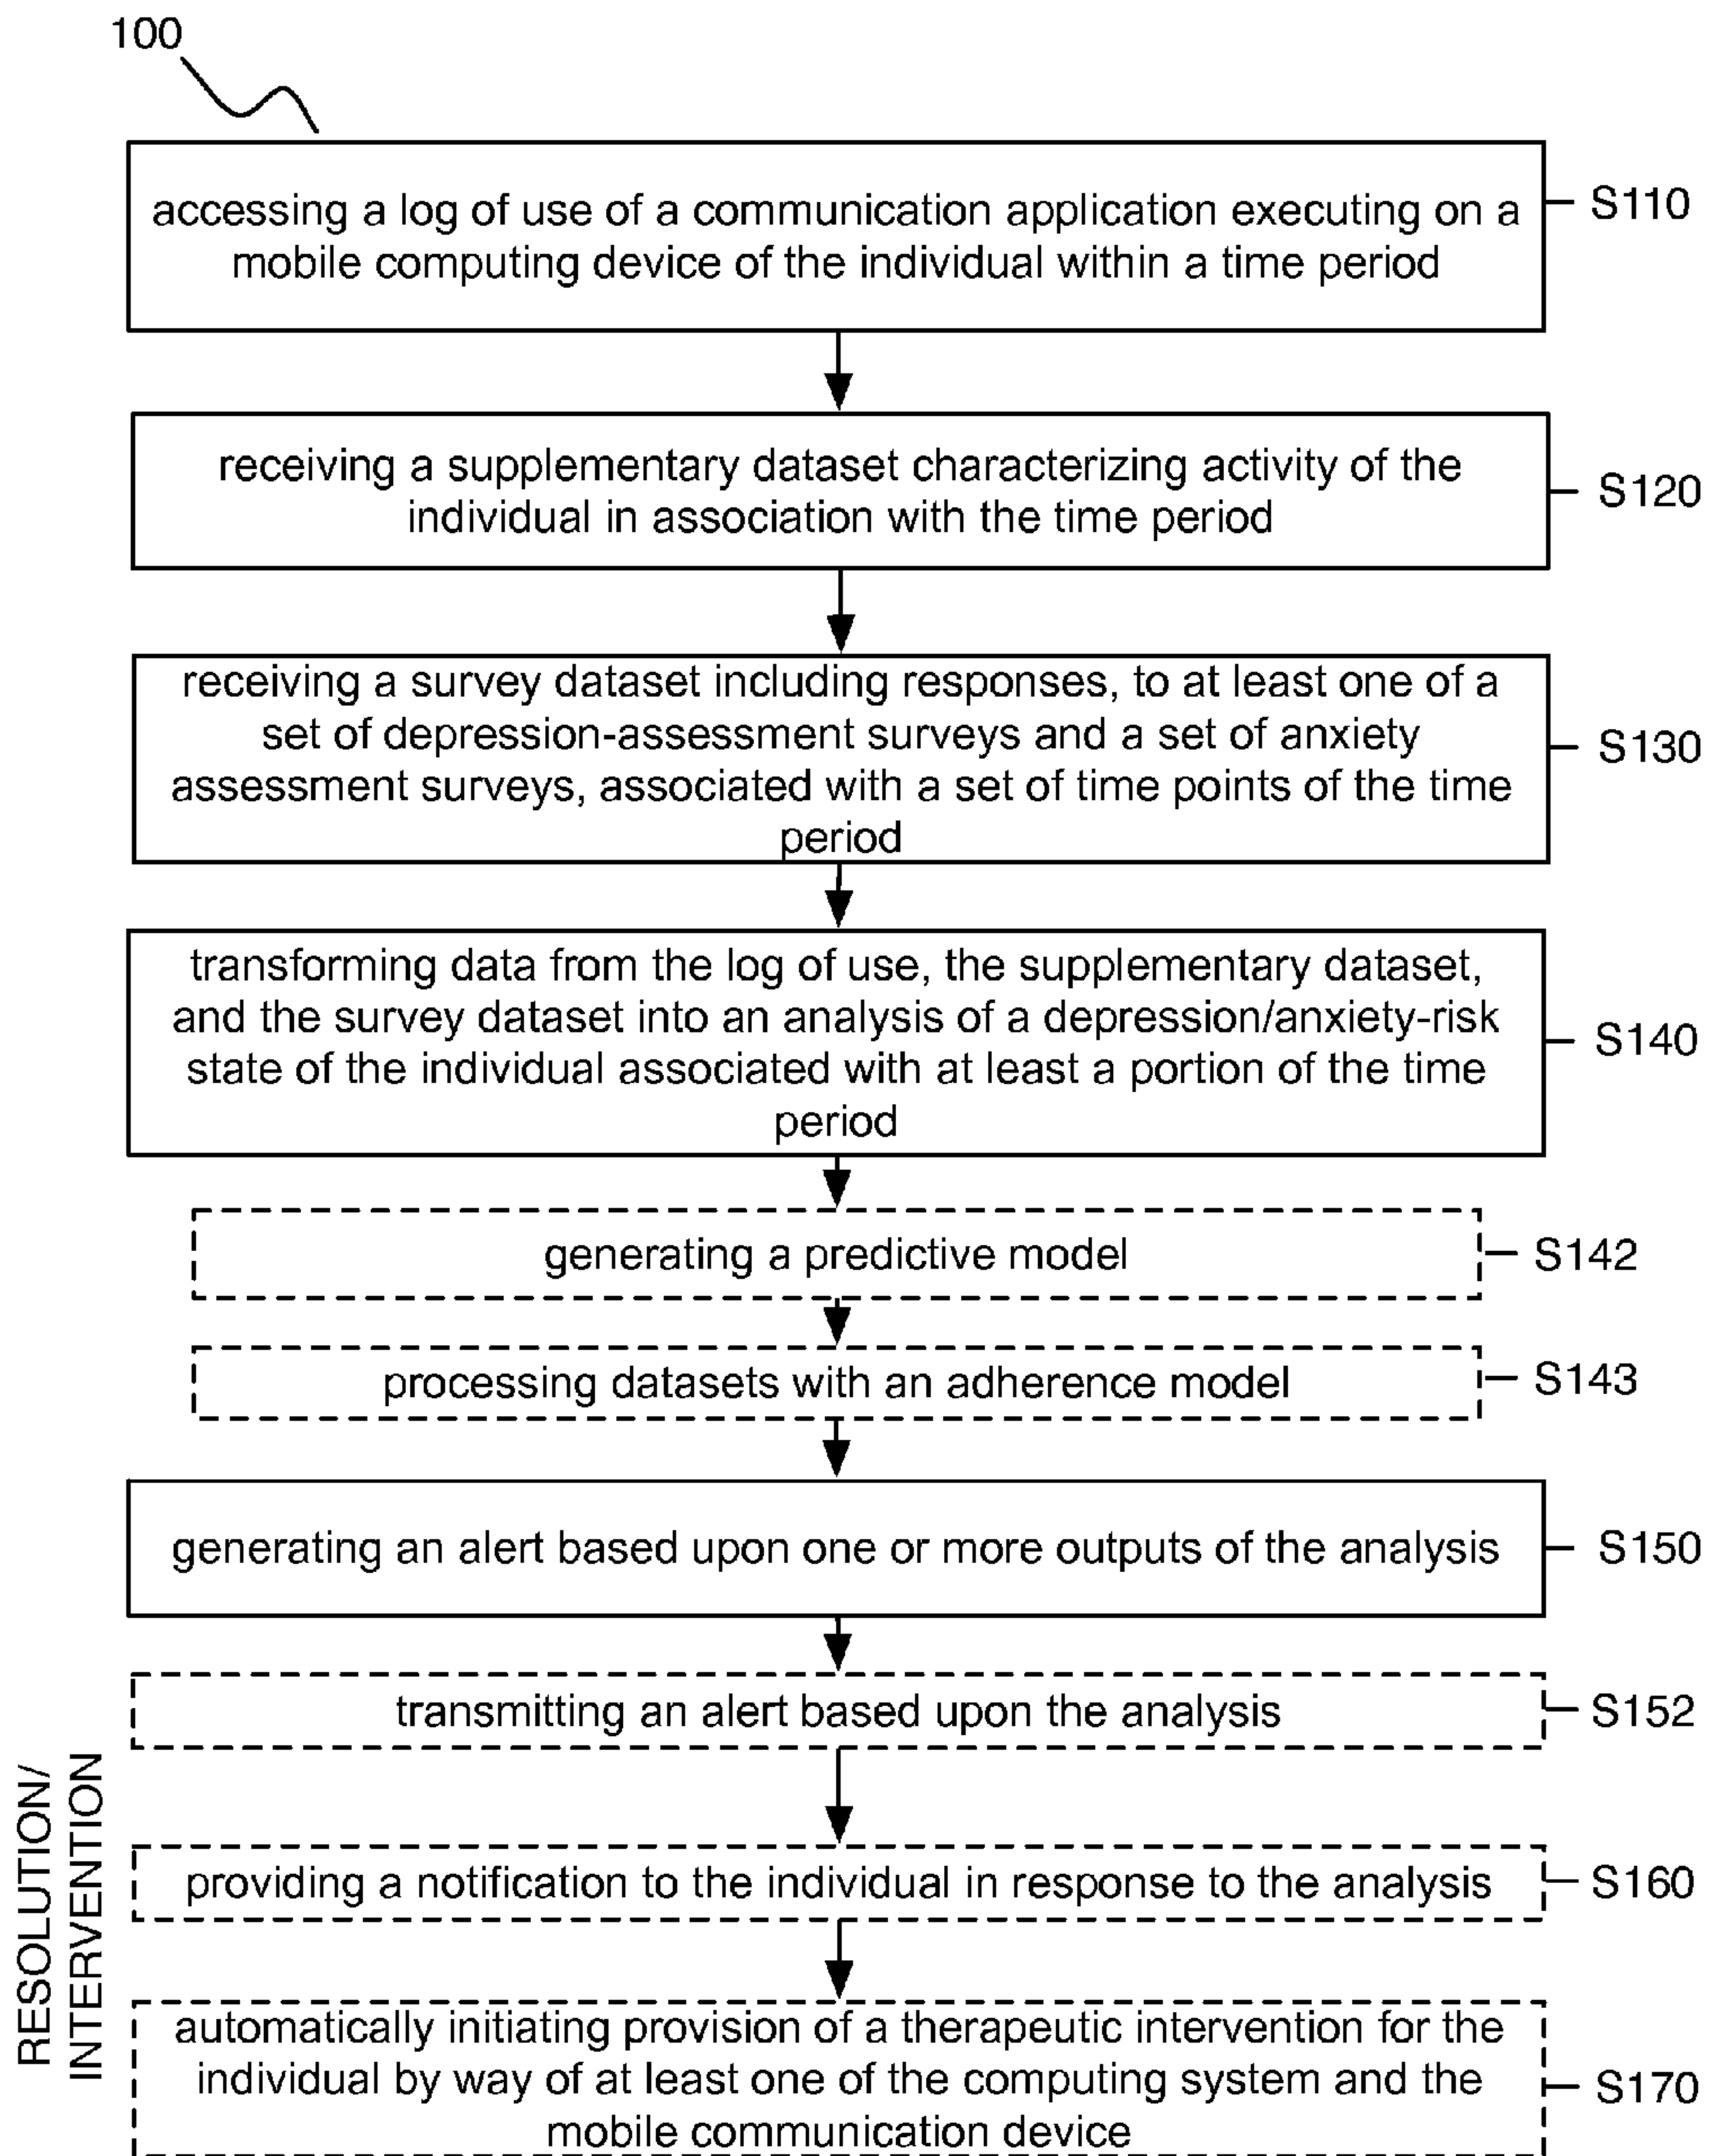 100
accessing a log of use of a communication application executing on a
mobile computing device of the individual within a time period
S110
receiving a supplementary dataset characterizing activity of the
individual in association with the time period
S120
receiving a survey dataset including responses, to at least one of a
set of depression-assessment surveys and a set of anxiety
assessment surveys, associated with a set of time points of the time
period
S130
transforming data from the log of use, the supplementary dataset,
and the survey dataset into an analysis of a depression/anxiety-risk
state of the individual associated with at least a portion of the time
period
S140
generating a predictive model
S142
processing datasets with an adherence model
S143
generating an alert based upon one or more outputs of the analysis
S150
transmitting an alert based upon the analysis
S152
RESOLUTION/
INTERVENTION
providing a notification to the individual in response to the analysis
S160
automatically initiating provision of a therapeutic intervention for the
individual by way of at least one of the computing system and the
mobile communication device
S170